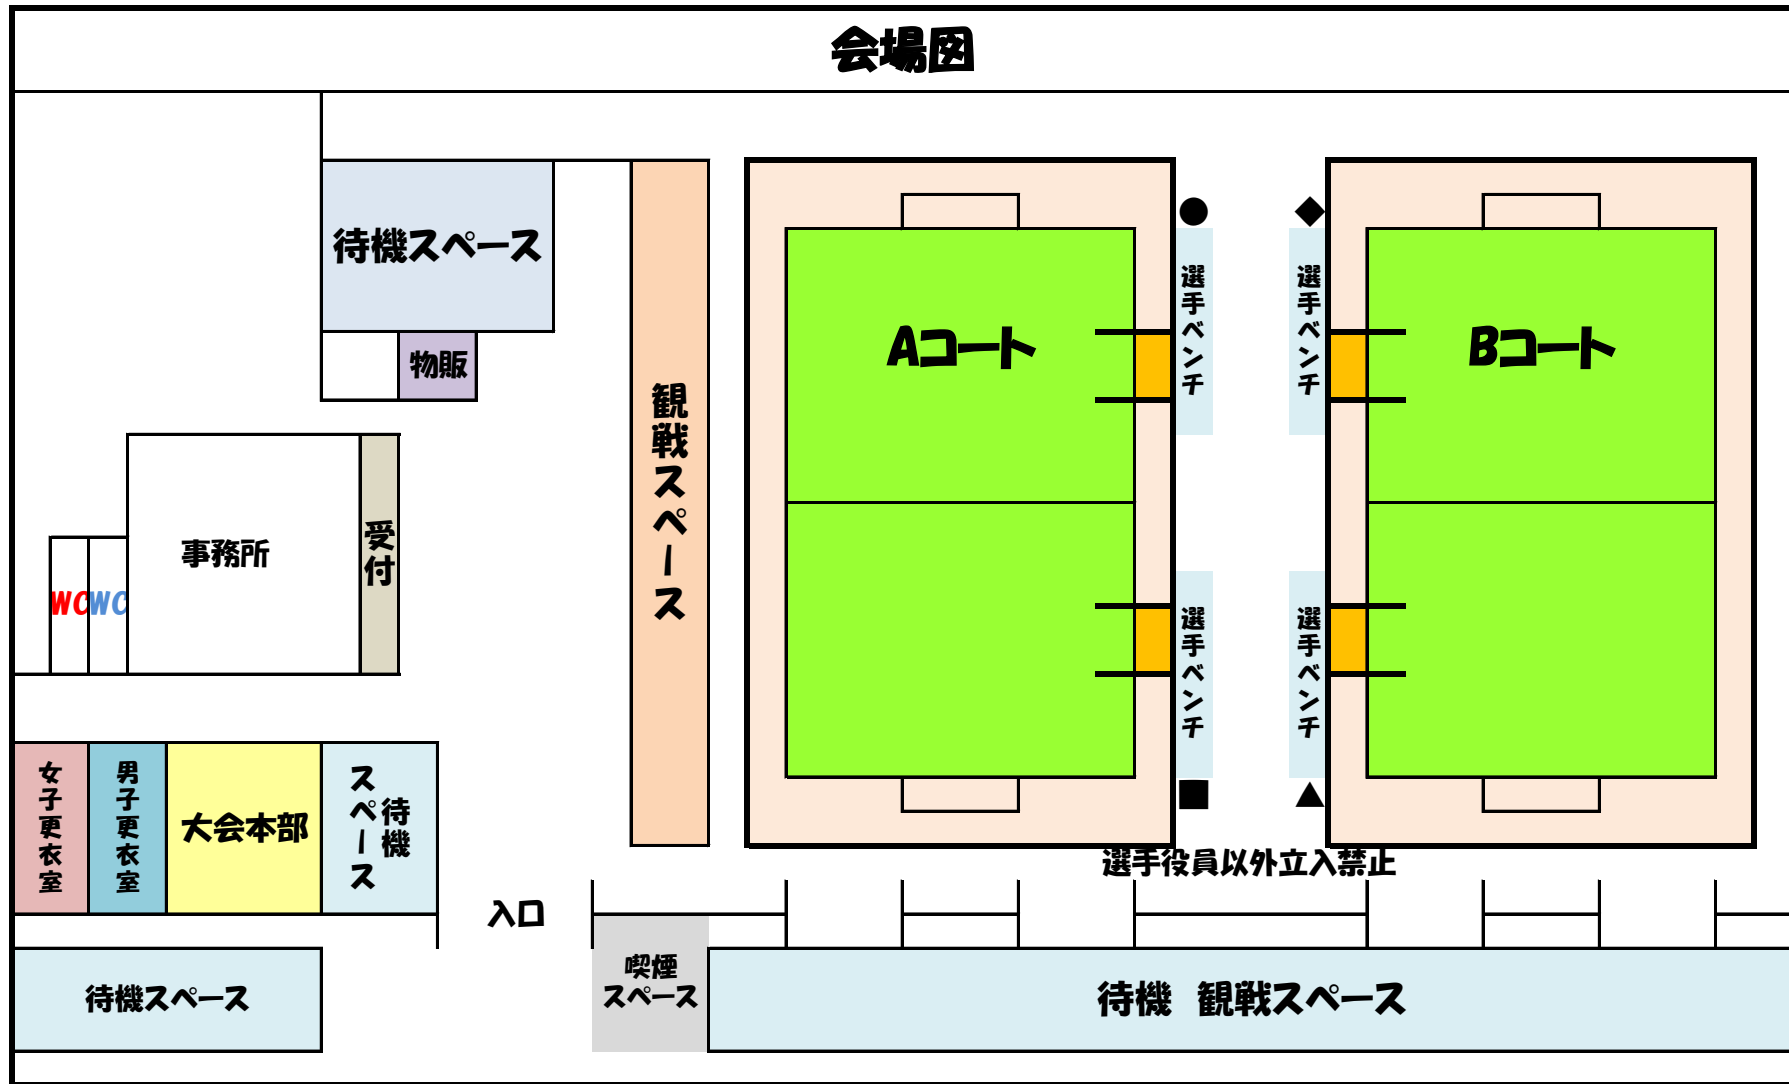 会場図
待機スペース
物販
観戦スペース
Aコート
Bコート
選手ベンチ
選手ベンチ
選手ベンチ
選手ベンチ
事務所
受付
WC
WC
女子更衣室
男子更衣室
大会本部
待機
スペース
選手役員以外立入禁止
入口
喫煙
スペース
待機スペース
待機 観戦スペース